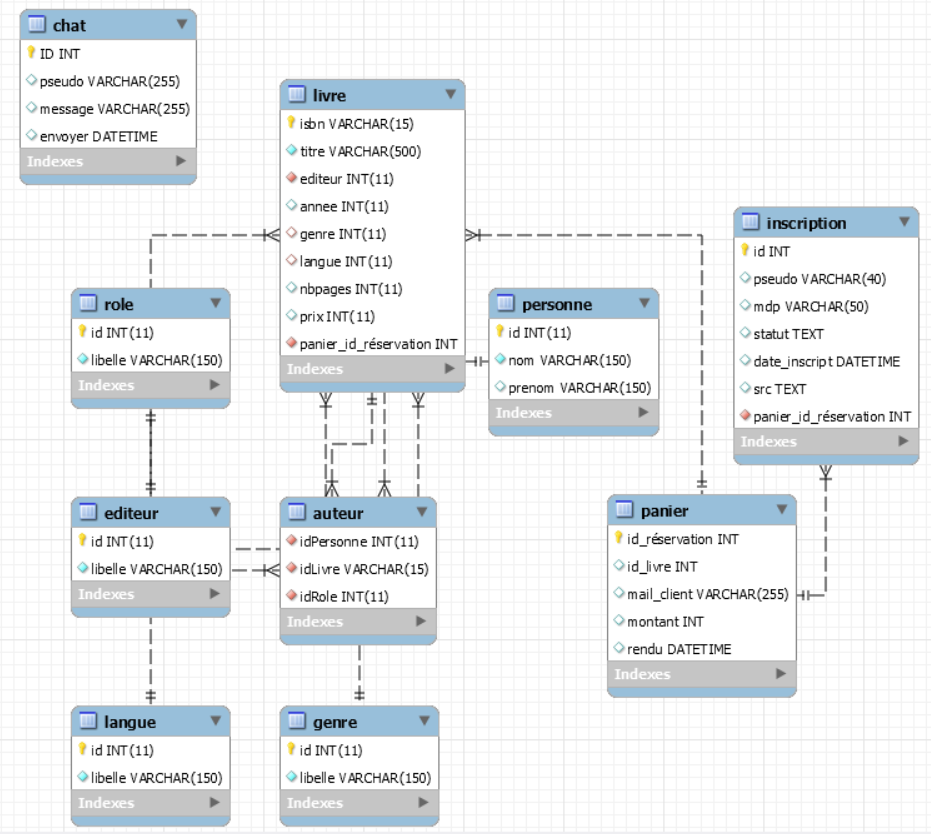 chat
ID INT
pseudo VARCHAR(255)
message VARCHAR(255)
envoyer DATETIME
Indexes
livre
isbn VARCHAR(15)
titre VARCHAR(500)
editeur INT(11)
annee INT(11)
genre INT(11)
langue INT(11)
nbpages INT(11)
prix INT(11)
panier_id_réservation INT
Indexes
inscription
id INT
pseudo VARCHAR(40)
mdp VARCHAR(50)
statut TEXT
date_inscript DATETIME
src TEXT
panier_id_réservation INT
Indexes
role
id INT(11)
libelle VARCHAR(150)
Indexes
personne
id INT(11)
nom VARCHAR(150)
prenom VARCHAR(150)
Indexes
editeur
id INT(11)
libelle VARCHAR(150)
Indexes
auteur
idPersonne INT(11)
idLivre VARCHAR(15)
idRole INT(11)
Indexes
panier
id_réservation INT
id_livre INT
mail_client VARCHAR(255)
montant INT
rendu DATETIME
Indexes
langue
id INT(11)
libelle VARCHAR(150)
Indexes
genre
id INT(11)
libelle VARCHAR(150)
Indexes